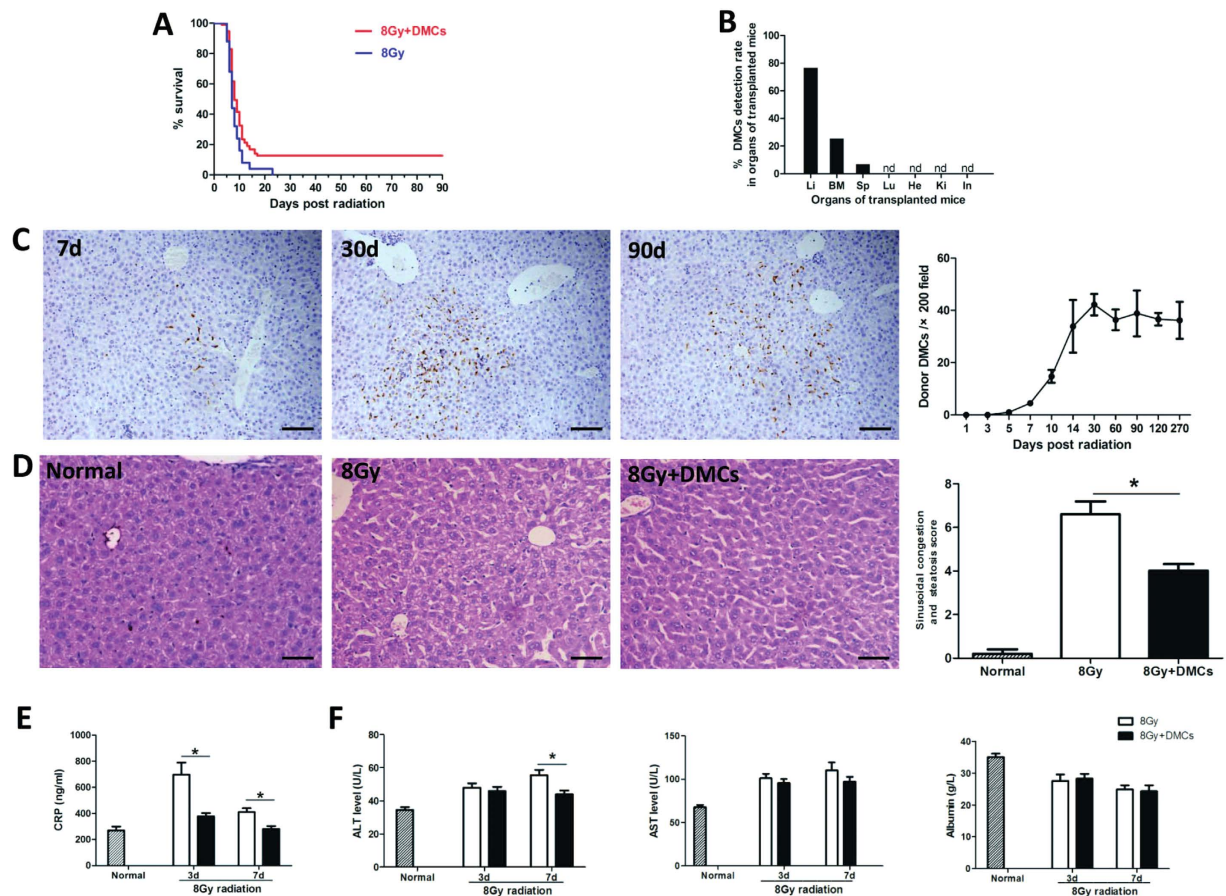 A
100
80
60
40
20
0
% survival
8Gy+DMCs
8Gy
0 10 20 30 40 50 60 70 80 90
Days post radiation
B
100
80
60
40
20
0
% DMCs detection rate
in organs of transplanted mice
nd nd nd nd
Li BM Sp Lu He Ki In
Organs of transplanted mice
C
7d
30d
90d
60
40
20
0
Donor DMCs /× 200 field
1 3 5 7 10 14 30 60 90 120 270
Days post radiation
D
Normal
8Gy
8Gy+DMCs
8
6
4
2
0
Sinusoidal congestion
and steatosis score
*
Normal 8Gy 8Gy+DMCs
E
1000
800
600
400
200
0
CRP (ng/ml)
* *
Normal 3d 7d
8Gy radiation
F
80
60
40
20
0
ALT level (U/L)
*
Normal 3d 7d
8Gy radiation
150
100
50
0
AST level (U/L)
Normal 3d 7d
8Gy radiation
8Gy
8Gy+DMCs
40
30
20
10
0
Albumin (g/L)
Normal 3d 7d
8Gy radiation